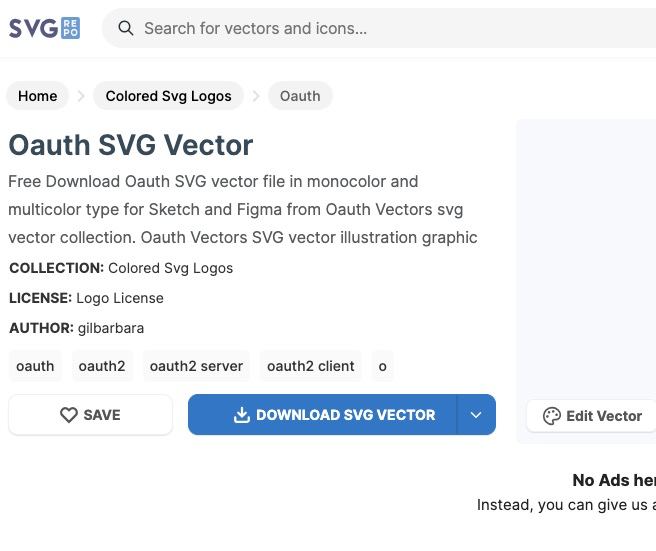 SVG REPO
Search for vectors and icons...
Home
Colored Svg Logos
Oauth
Oauth SVG Vector
Free Download Oauth SVG vector file in monocolor and
multicolor type for Sketch and Figma from Oauth Vectors svg
vector collection. Oauth Vectors SVG vector illustration graphic
COLLECTION: Colored Svg Logos
LICENSE: Logo License
AUTHOR: gilbarbara
oauth oauth2 oauth2 server oauth2 client o
SAVE
DOWNLOAD SVG VECTOR
Edit Vector
No Ads
Instead, you can give us